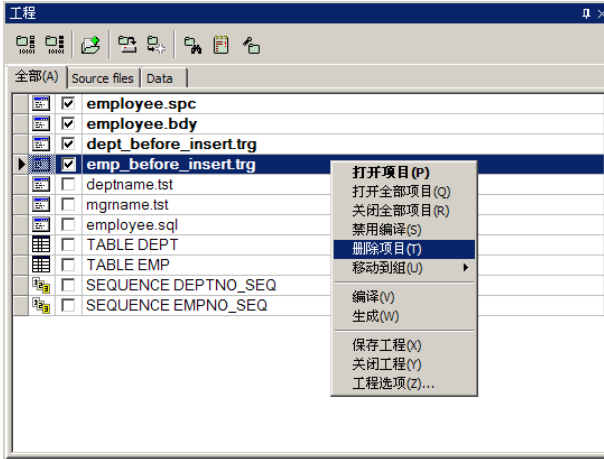 工程
全部(A) Source files Data
employee.spc
employee.bdy
dept_before_insert.trg
emp_before_insert.trg
deptname.tst
mgrname.tst
employee.sql
TABLE DEPT
TABLE EMP
SEQUENCE DEPTNO_SEQ
SEQUENCE EMPNO_SEQ
打开项目(P)
打开全部项目(Q)
关闭全部项目(R)
禁用编译(S)
删除项目(T)
移动到组(U)
编译(V)
生成(W)
保存工程(X)
关闭工程(Y)
工程选项(Z)...